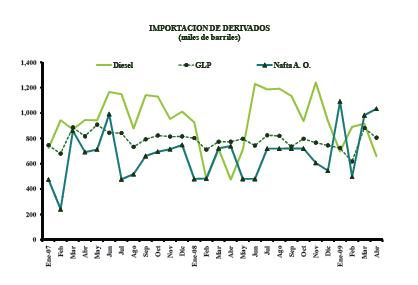 IMPORTACION DE DERIVADOS
(miles de barriles)
Diesel GLP Nafta A. O.
1,400
1,200
1,000
800
600
400
200
0
Ene-07 Feb Mar Abr May Jun Jul Ago Sep Oct Nov Dic Ene-08 Feb Mar Abr May Jun Jul Ago Sep Oct Nov Dic Ene-09 Feb Mar Abr